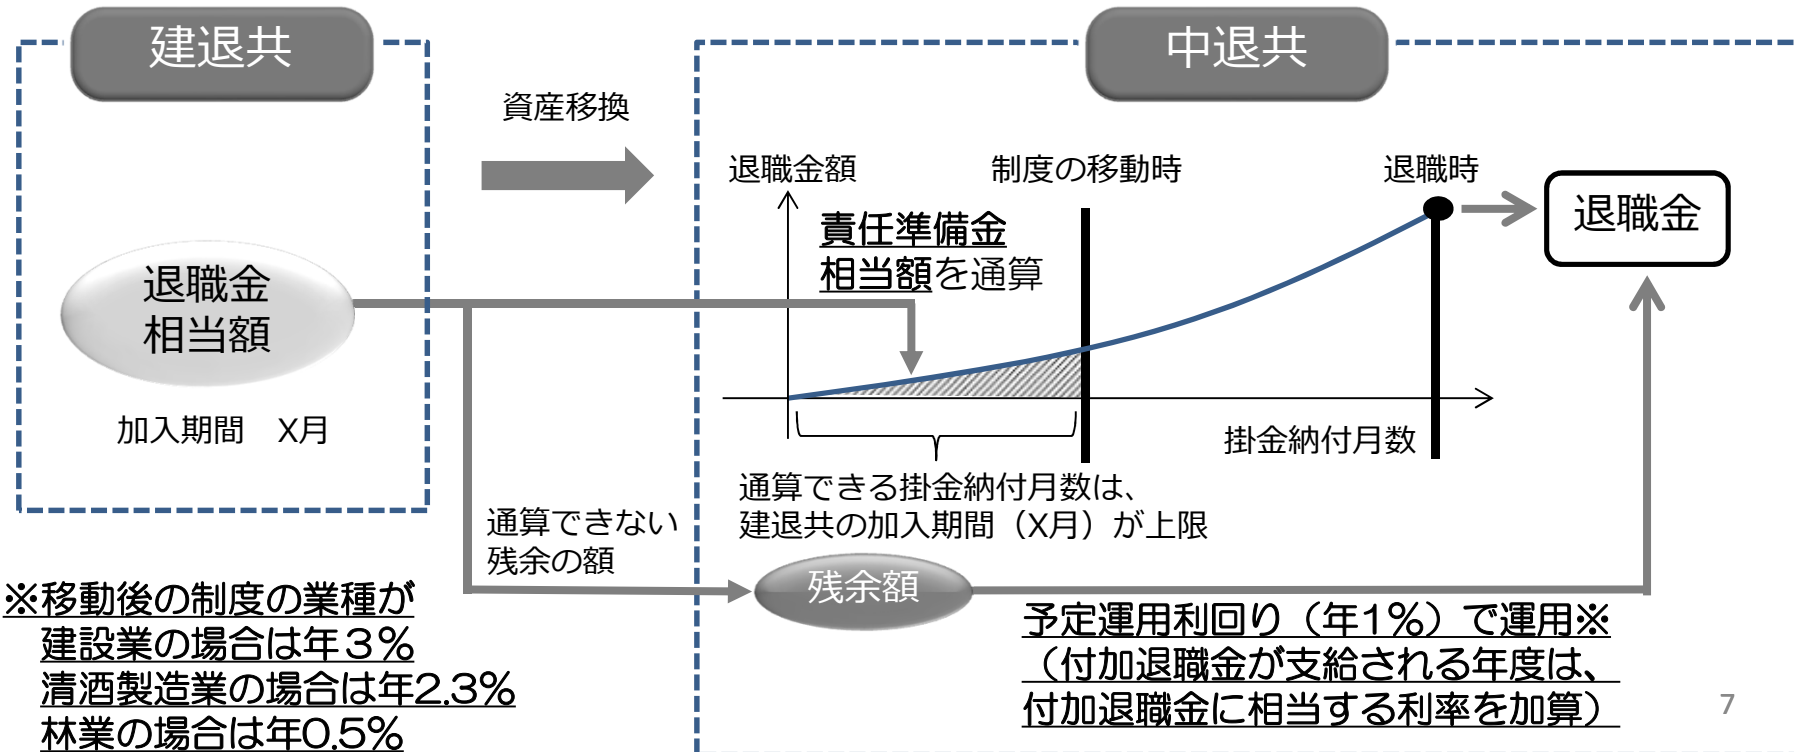 建退共
中退共
資産移換
退職金額
制度の移動時
退職時
退職金
責任準備金
相当額を通算
退職金
相当額
加入期間　X月
掛金納付月数
通算できる掛金納付月数は、
建退共の加入期間（X月）が上限
通算できない
残余の額
残余額
※移動後の制度の業種が
建設業の場合は年３％
清酒製造業の場合は年2.3％
林業の場合は年0.5％
予定運用利回り（年1％）で運用※
（付加退職金が支給される年度は、
付加退職金に相当する利率を加算）
7